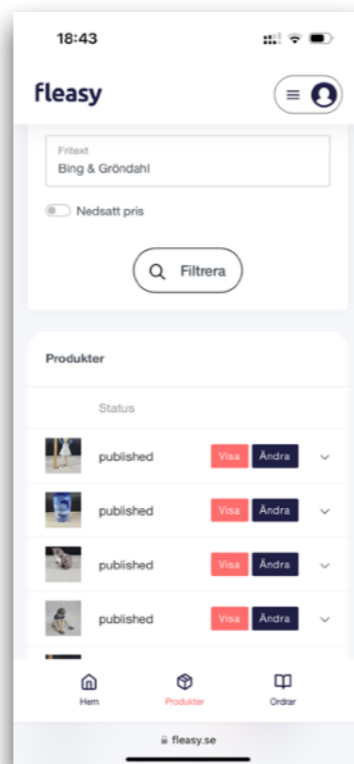 18:43
fleasy
Fritext
Bing & Gröndahl
Nedsatt pris
Filtrera
Produkter
Status
published Visa Ändra
published Visa Ändra
published Visa Ändra
published Visa Ändra
Hem Produkter Ordrar
fleasy.se